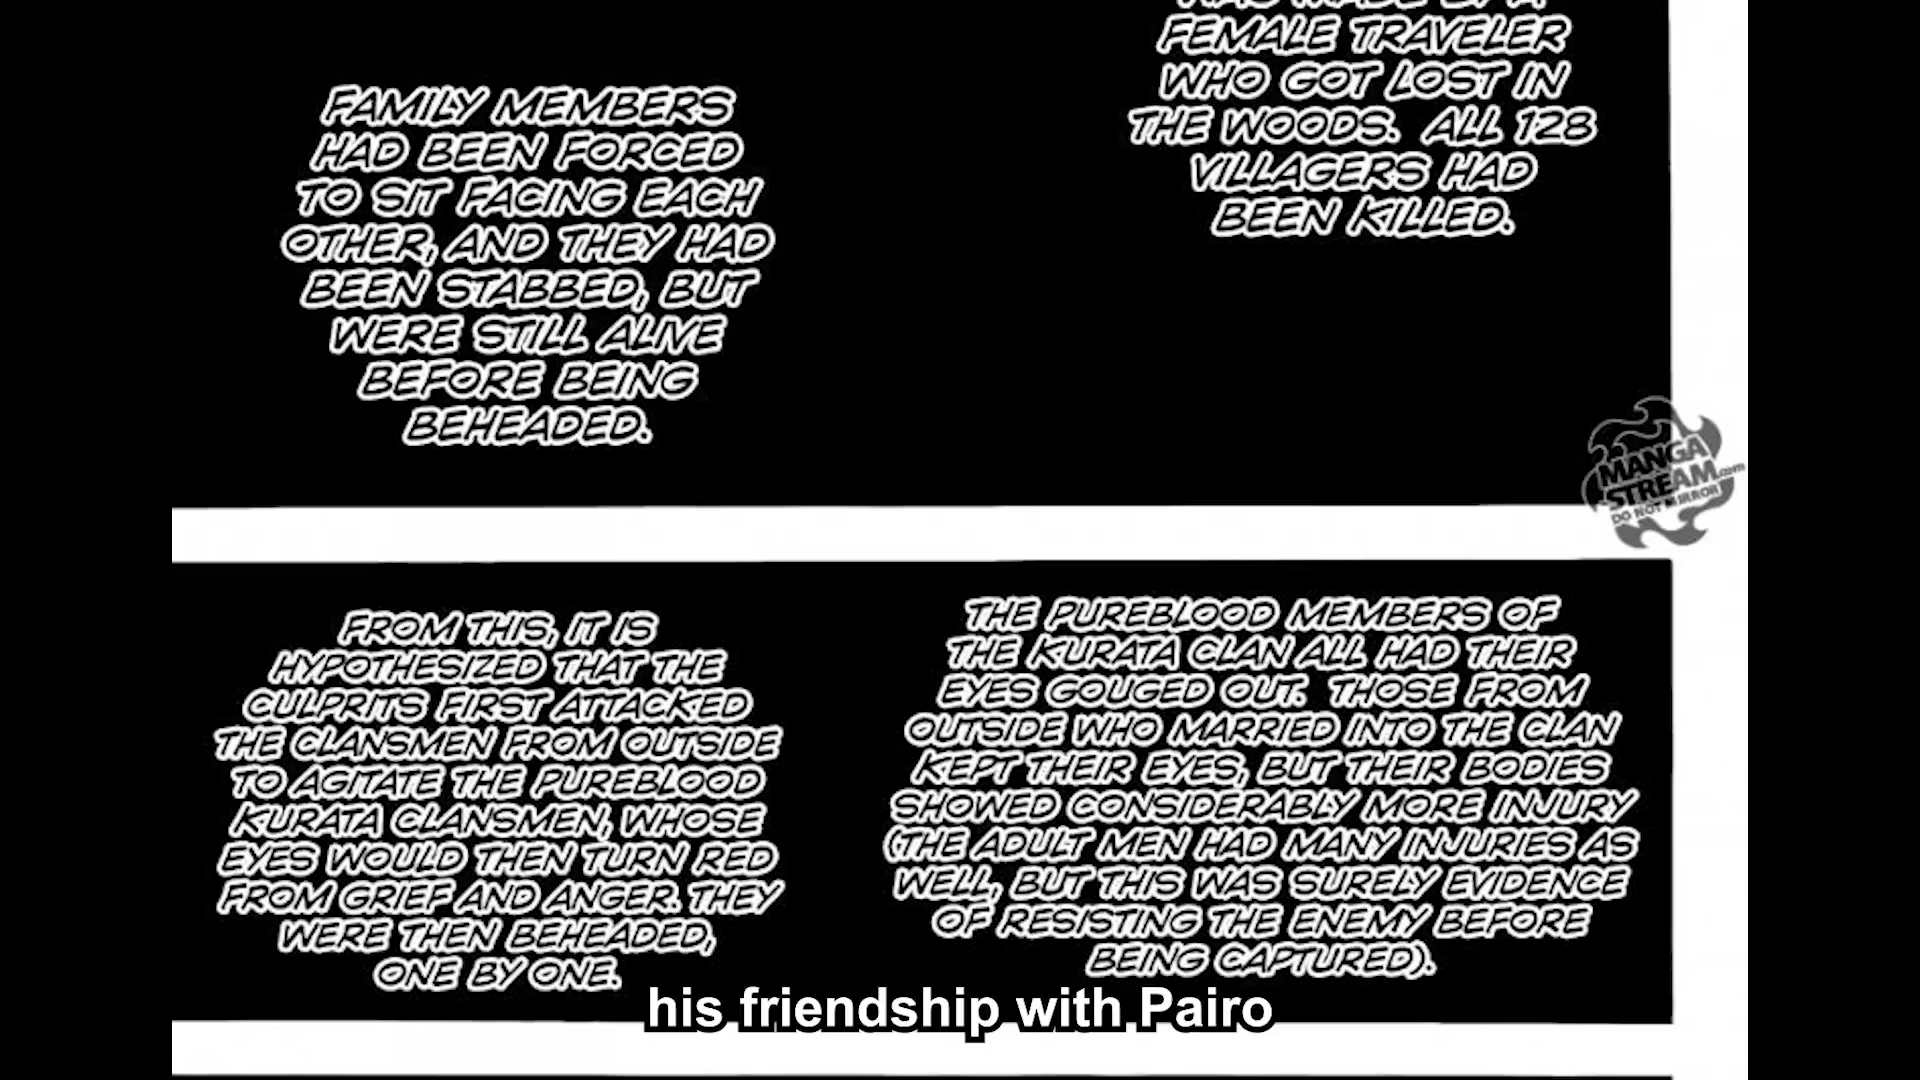 FEMALE TRAVELER
WHO GOT LOST IN
THE WOODS. ALL 128
VILLAGERS HAD
BEEN KILLED.
FAMILY MEMBERS
HAD BEEN FORCED
TO SIT FACING EACH
OTHER, AND THEY HAD
BEEN STABBED, BUT
WERE STILL ALIVE
BEFORE BEING
BEHEADED.
MANGA
STREAM.com
DO NOT MIRROR
THE PUREBLOOD MEMBERS OF
THE KURATA CLAN ALL HAD THEIR
EYES GOUGED OUT. THOSE FROM
OUTSIDE WHO MARRIED INTO THE CLAN
KEPT THEIR EYES, BUT THEIR BODIES
SHOWED CONSIDERABLY MORE INJURY
(THE ADULT MEN HAD MANY INJURIES AS
WELL, BUT THIS WAS SURELY EVIDENCE
OF RESISTING THE ENEMY BEFORE
BEING CAPTURED).
FROM THIS, IT IS
HYPOTHESIZED THAT THE
CULPRITS FIRST ATTACKED
THE CLANSMEN FROM OUTSIDE
TO AGITATE THE PUREBLOOD
KURATA CLANSMEN, WHOSE
EYES WOULD THEN TURN RED
FROM GRIEF AND ANGER. THEY
WERE THEN BEHEADED,
ONE BY ONE.
his friendship with Pairo